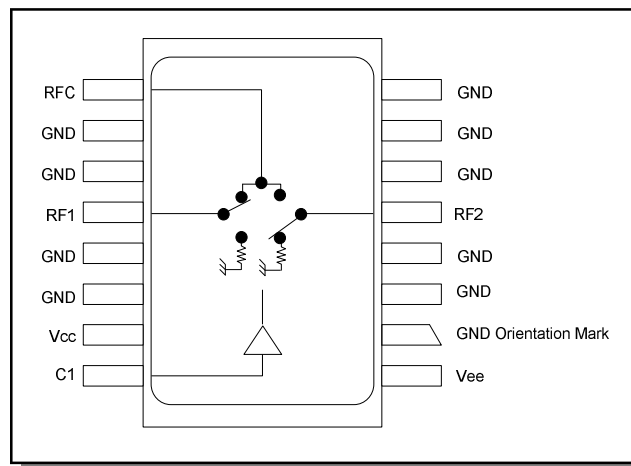 RFC
GND
GND
GND
GND
GND
RF1
RF2
GND
GND
GND
GND
Vcc
GND Orientation Mark
C1
Vee